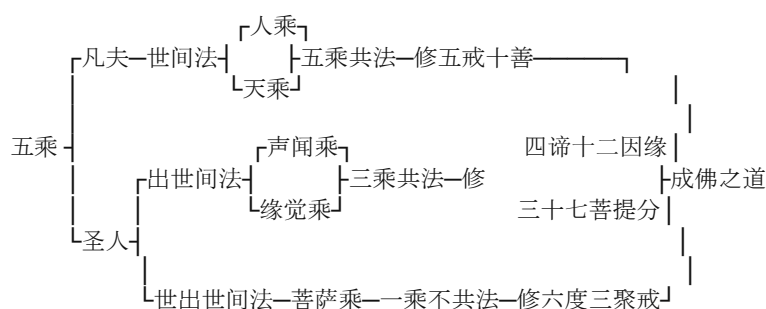 人乘
凡夫 世间法 五乘共法 修五戒十善
天乘
五乘 声闻乘 四谛十二因缘
出世间法 三乘共法 修 成佛之道
缘觉乘 三十七菩提分
圣人
世出世间法 菩萨乘 一乘不共法 修六度三聚戒